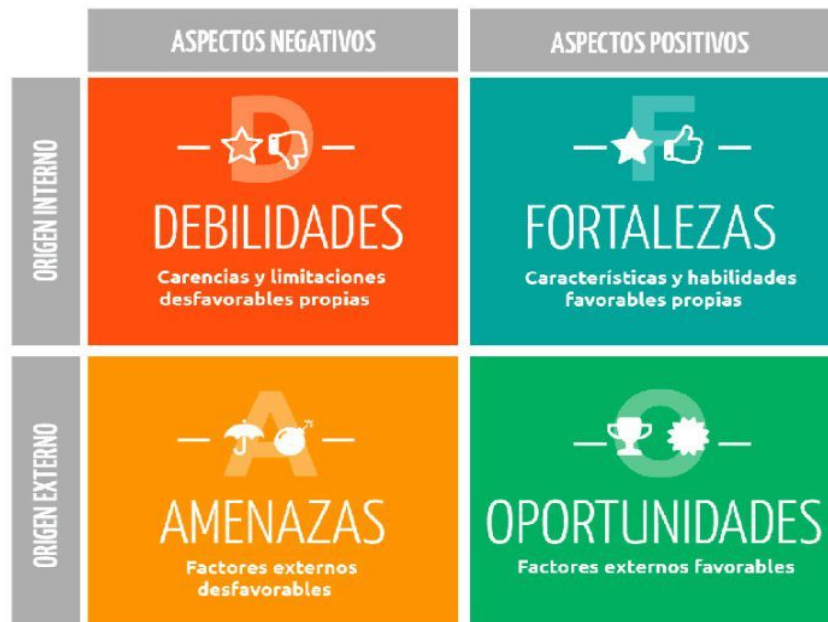 ASPECTOS NEGATIVOS
ASPECTOS POSITIVOS
ORIGEN INTERNO
D
DEBILIDADES
Carencias y limitaciones
desfavorables propias
F
FORTALEZAS
Características y habilidades
favorables propias
ORIGEN EXTERNO
A
AMENAZAS
Factores externos
desfavorables
O
OPORTUNIDADES
Factores externos favorables